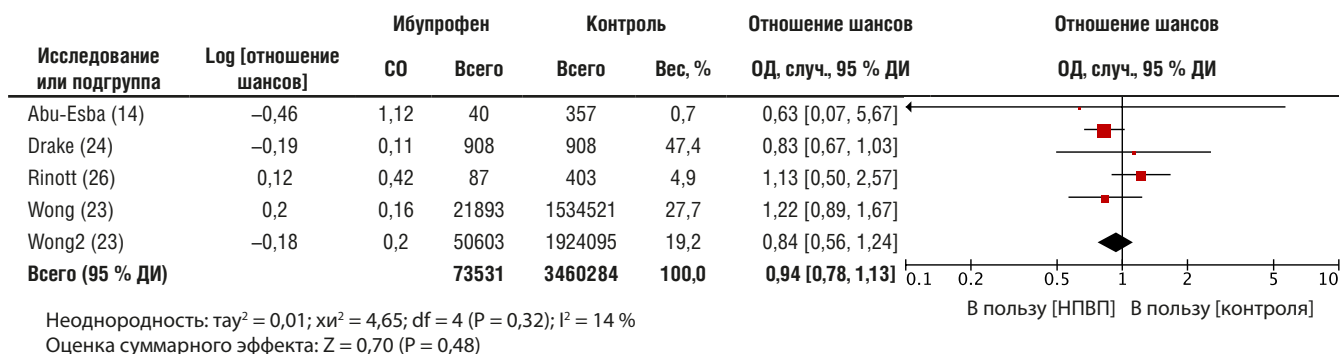 Ибупрофен Контроль Отношение шансов Отношение шансов
Исследование или подгруппа Log [отношение шансов] СО Всего Всего Вес, % ОД, случ., 95 % ДИ ОД, случ., 95 % ДИ
Abu-Esba (14) −0,46 1,12 40 357 0,7 0,63 [0,07, 5,67]
Drake (24) −0,19 0,11 908 908 47,4 0,83 [0,67, 1,03]
Rinott (26) 0,12 0,42 87 403 4,9 1,13 [0,50, 2,57]
Wong (23) 0,2 0,16 21893 1534521 27,7 1,22 [0,89, 1,67]
Wong2 (23) −0,18 0,2 50603 1924095 19,2 0,84 [0,56, 1,24]
Всего (95 % ДИ) 73531 3460284 100,0 0,94 [0,78, 1,13]
0.1 0.2 0.5 1 2 5 10
В пользу [НПВП] В пользу [контроля]
Неоднородность: тау² = 0,01; хи² = 4,65; df = 4 (P = 0,32); I² = 14 %
Оценка суммарного эффекта: Z = 0,70 (P = 0,48)